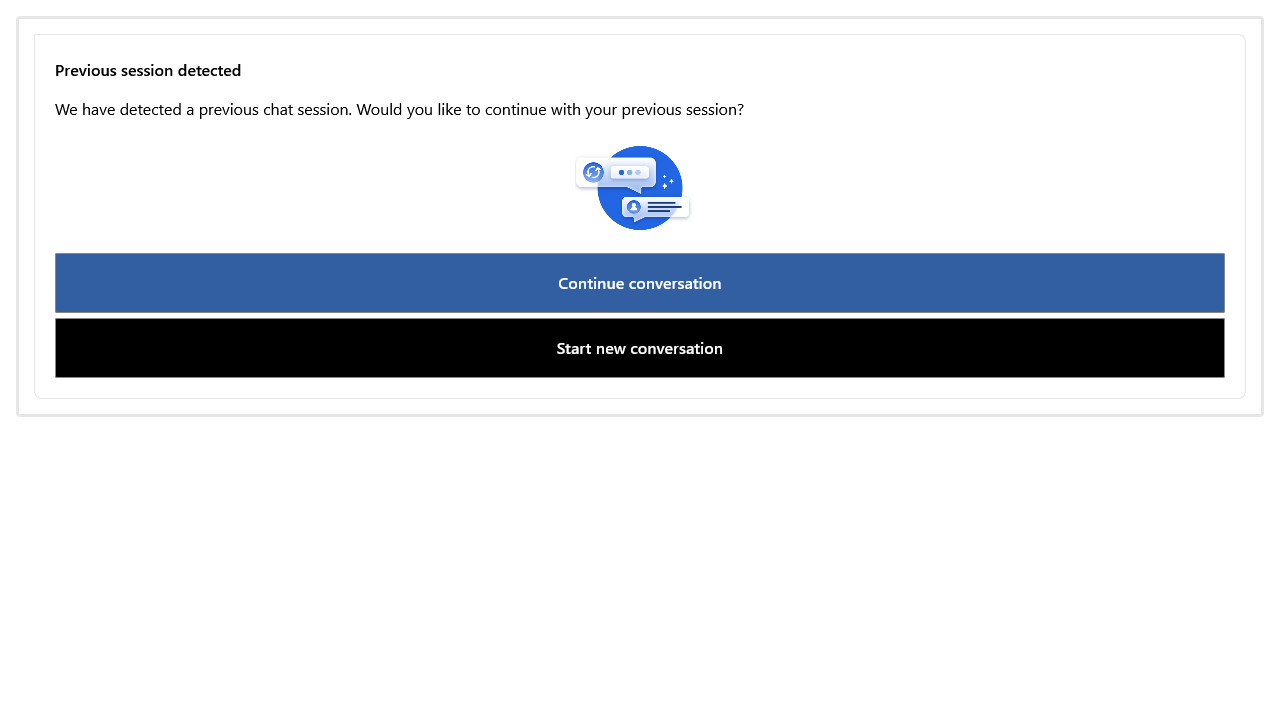 Previous session detected
We have detected a previous chat session. Would you like to continue with your previous session?
Continue conversation
Start new conversation